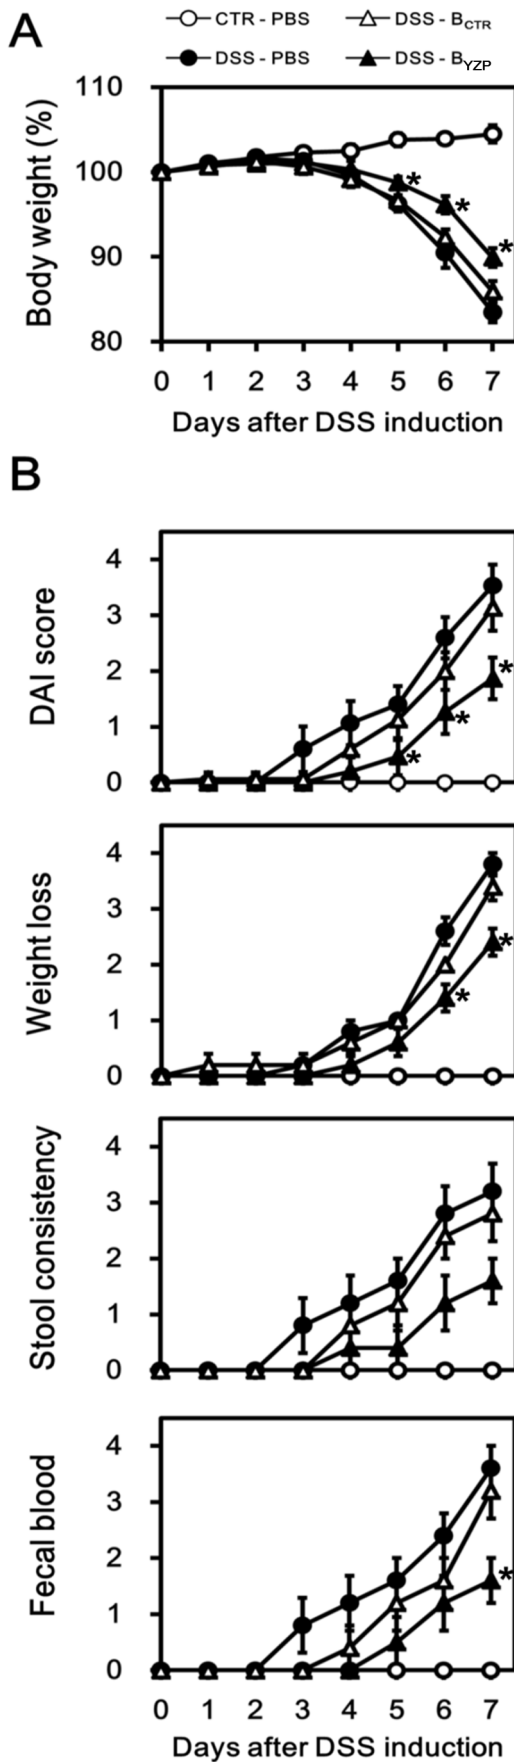 A
CTR - PBS
DSS - B_CTR
DSS - PBS
DSS - B_YZP
Body weight (%)
110
100
90
80
*
*
*
0 1 2 3 4 5 6 7
Days after DSS induction
B
DAI score
4
3
2
1
0
*
*
*
Weight loss
4
3
2
1
0
*
*
Stool consistency
4
3
2
1
0
Fecal blood
4
3
2
1
0
*
0 1 2 3 4 5 6 7
Days after DSS induction